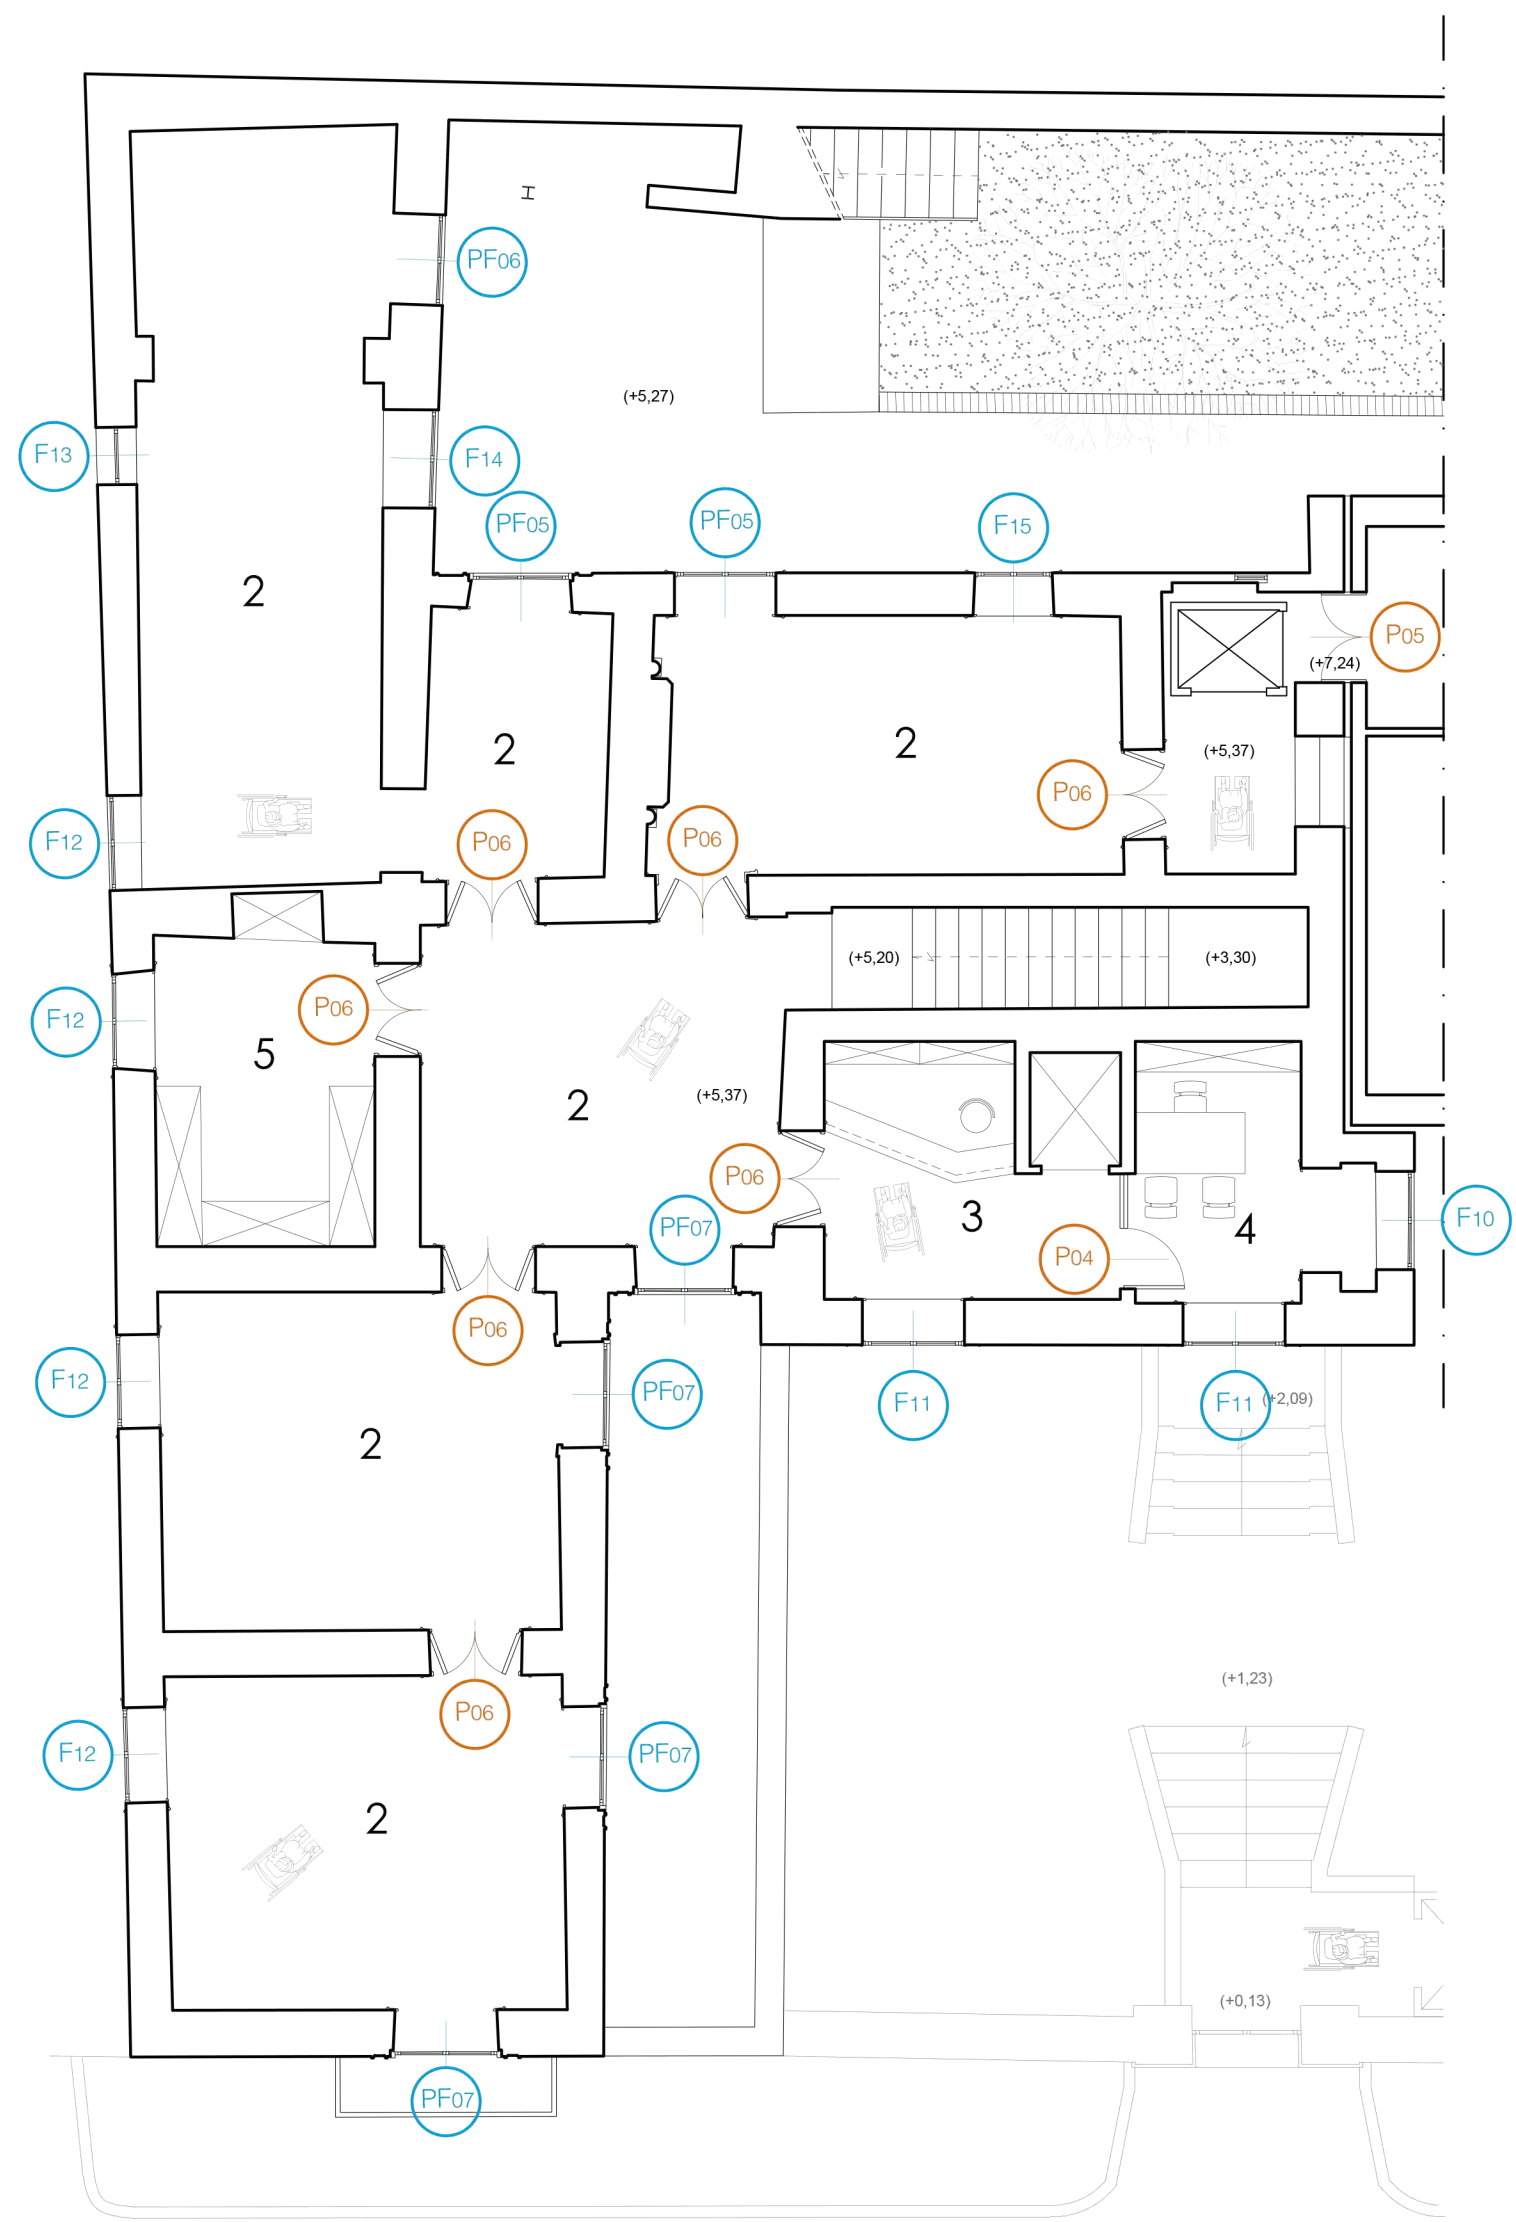 PF06
(+5,27)
F13
F14
PF05
PF05
F15
2
P05
(+7,24)
2
2
(+5,37)
P06
F12
P06
P06
(+5,20)
(+3,30)
P06
F12
5
2
(+5,37)
P06
3
4
F10
PF07
P04
P06
F12
PF07
F11
F11
(+2,09)
2
(+1,23)
P06
F12
PF07
2
(+0,13)
PF07